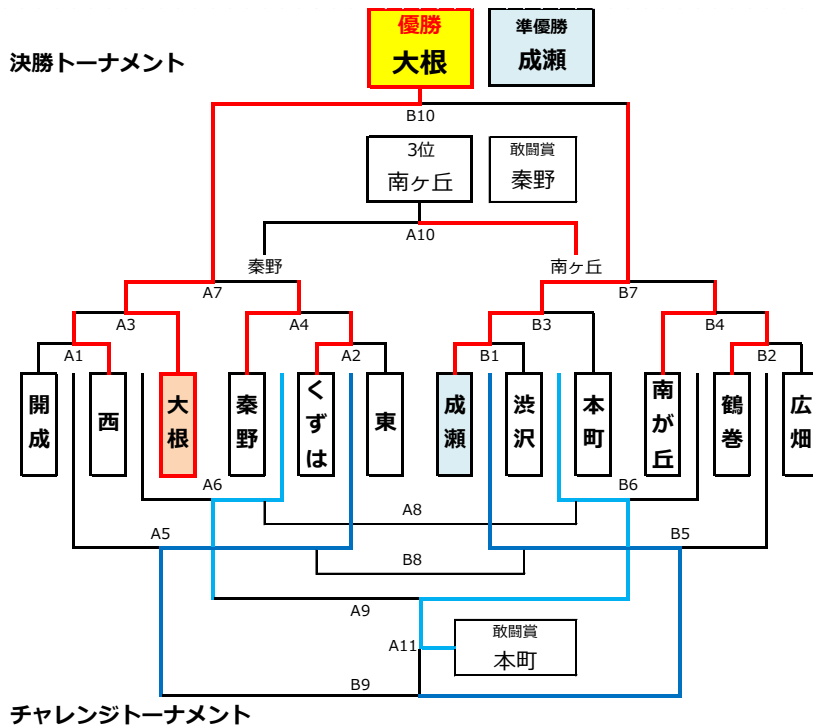 優勝
大根
準優勝
成瀬
決勝トーナメント
B10
3位
南ヶ丘
敢闘賞
秦野
A10
秦野
南ヶ丘
A7
B7
A3
A4
B3
B4
A1
A2
B1
B2
開成
西
大根
秦野
くずは
東
成瀬
渋沢
本町
南が丘
鶴巻
広畑
A6
B6
A8
A5
B5
B8
A9
A11
敢闘賞
本町
B9
チャレンジトーナメント